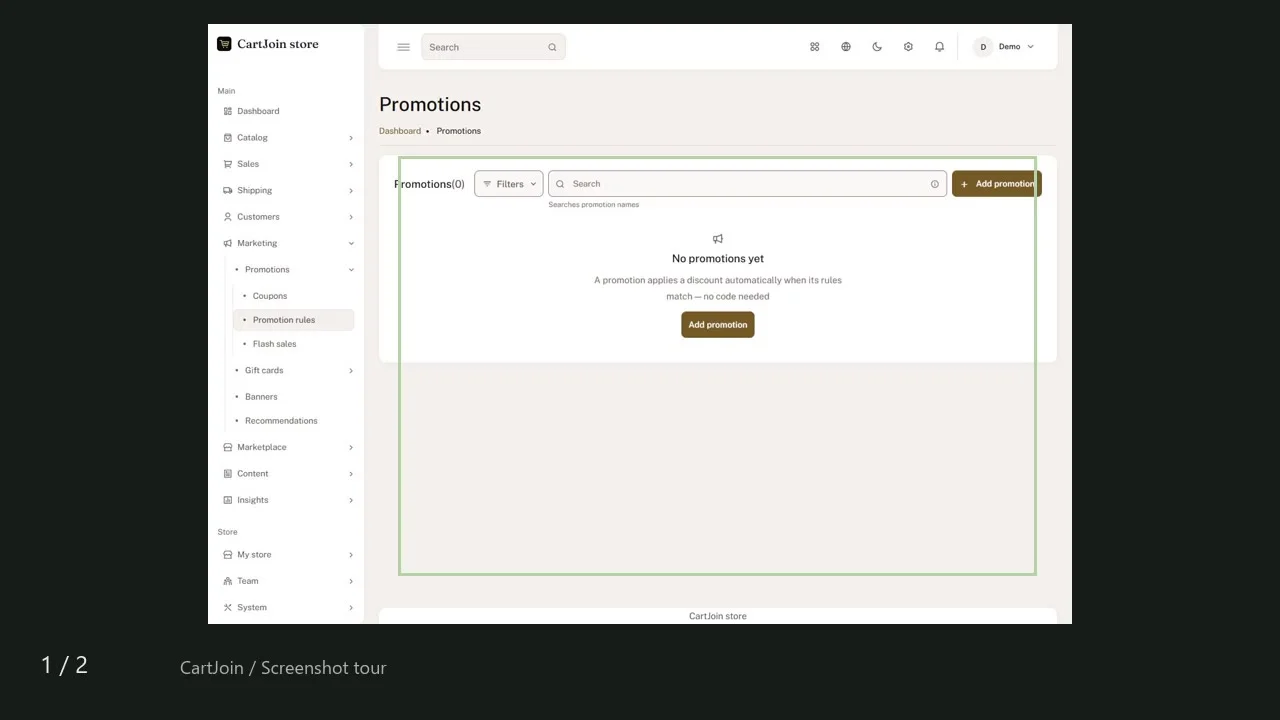 CartJoin store
Search
D
Demo
Main
Dashboard
Catalog
Sales
Shipping
Customers
Marketing
Promotions
Coupons
Promotion rules
Flash sales
Gift cards
Banners
Recommendations
Marketplace
Content
Insights
Store
My store
Team
System
Promotions
Dashboard • Promotions
Promotions(0)
Filters
Search
Add promotion
Searches promotion names
No promotions yet
A promotion applies a discount automatically when its rules
match — no code needed
Add promotion
CartJoin store
1 / 2
CartJoin / Screenshot tour